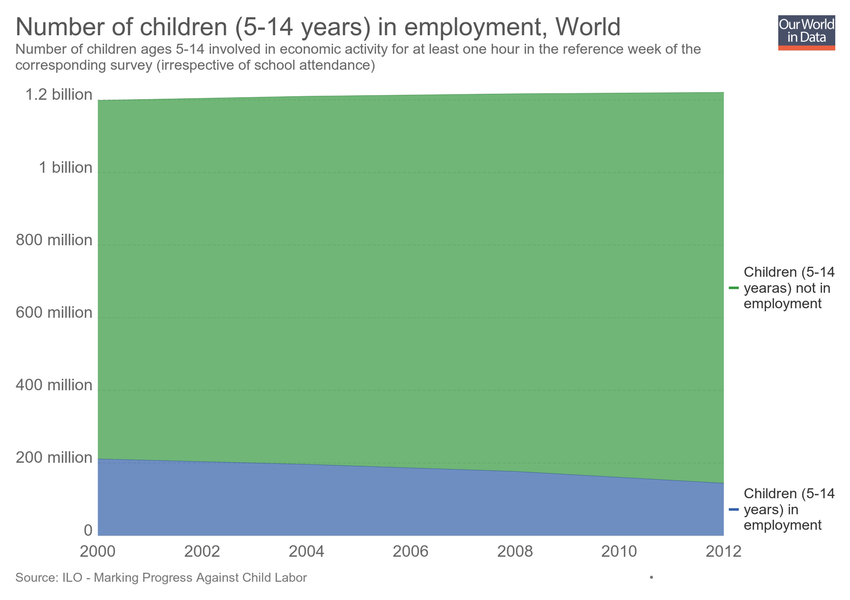 Number of children (5-14 years) in employment, World
Number of children ages 5-14 involved in economic activity for at least one hour in the reference week of the
corresponding survey (irrespective of school attendance)
Our World
in Data
1.2 billion
1 billion
800 million
600 million
400 million
200 million
0
Children (5-14
yearas) not in
employment
Children (5-14
years) in
employment
2000 2002 2004 2006 2008 2010 2012
Source: ILO - Marking Progress Against Child Labor